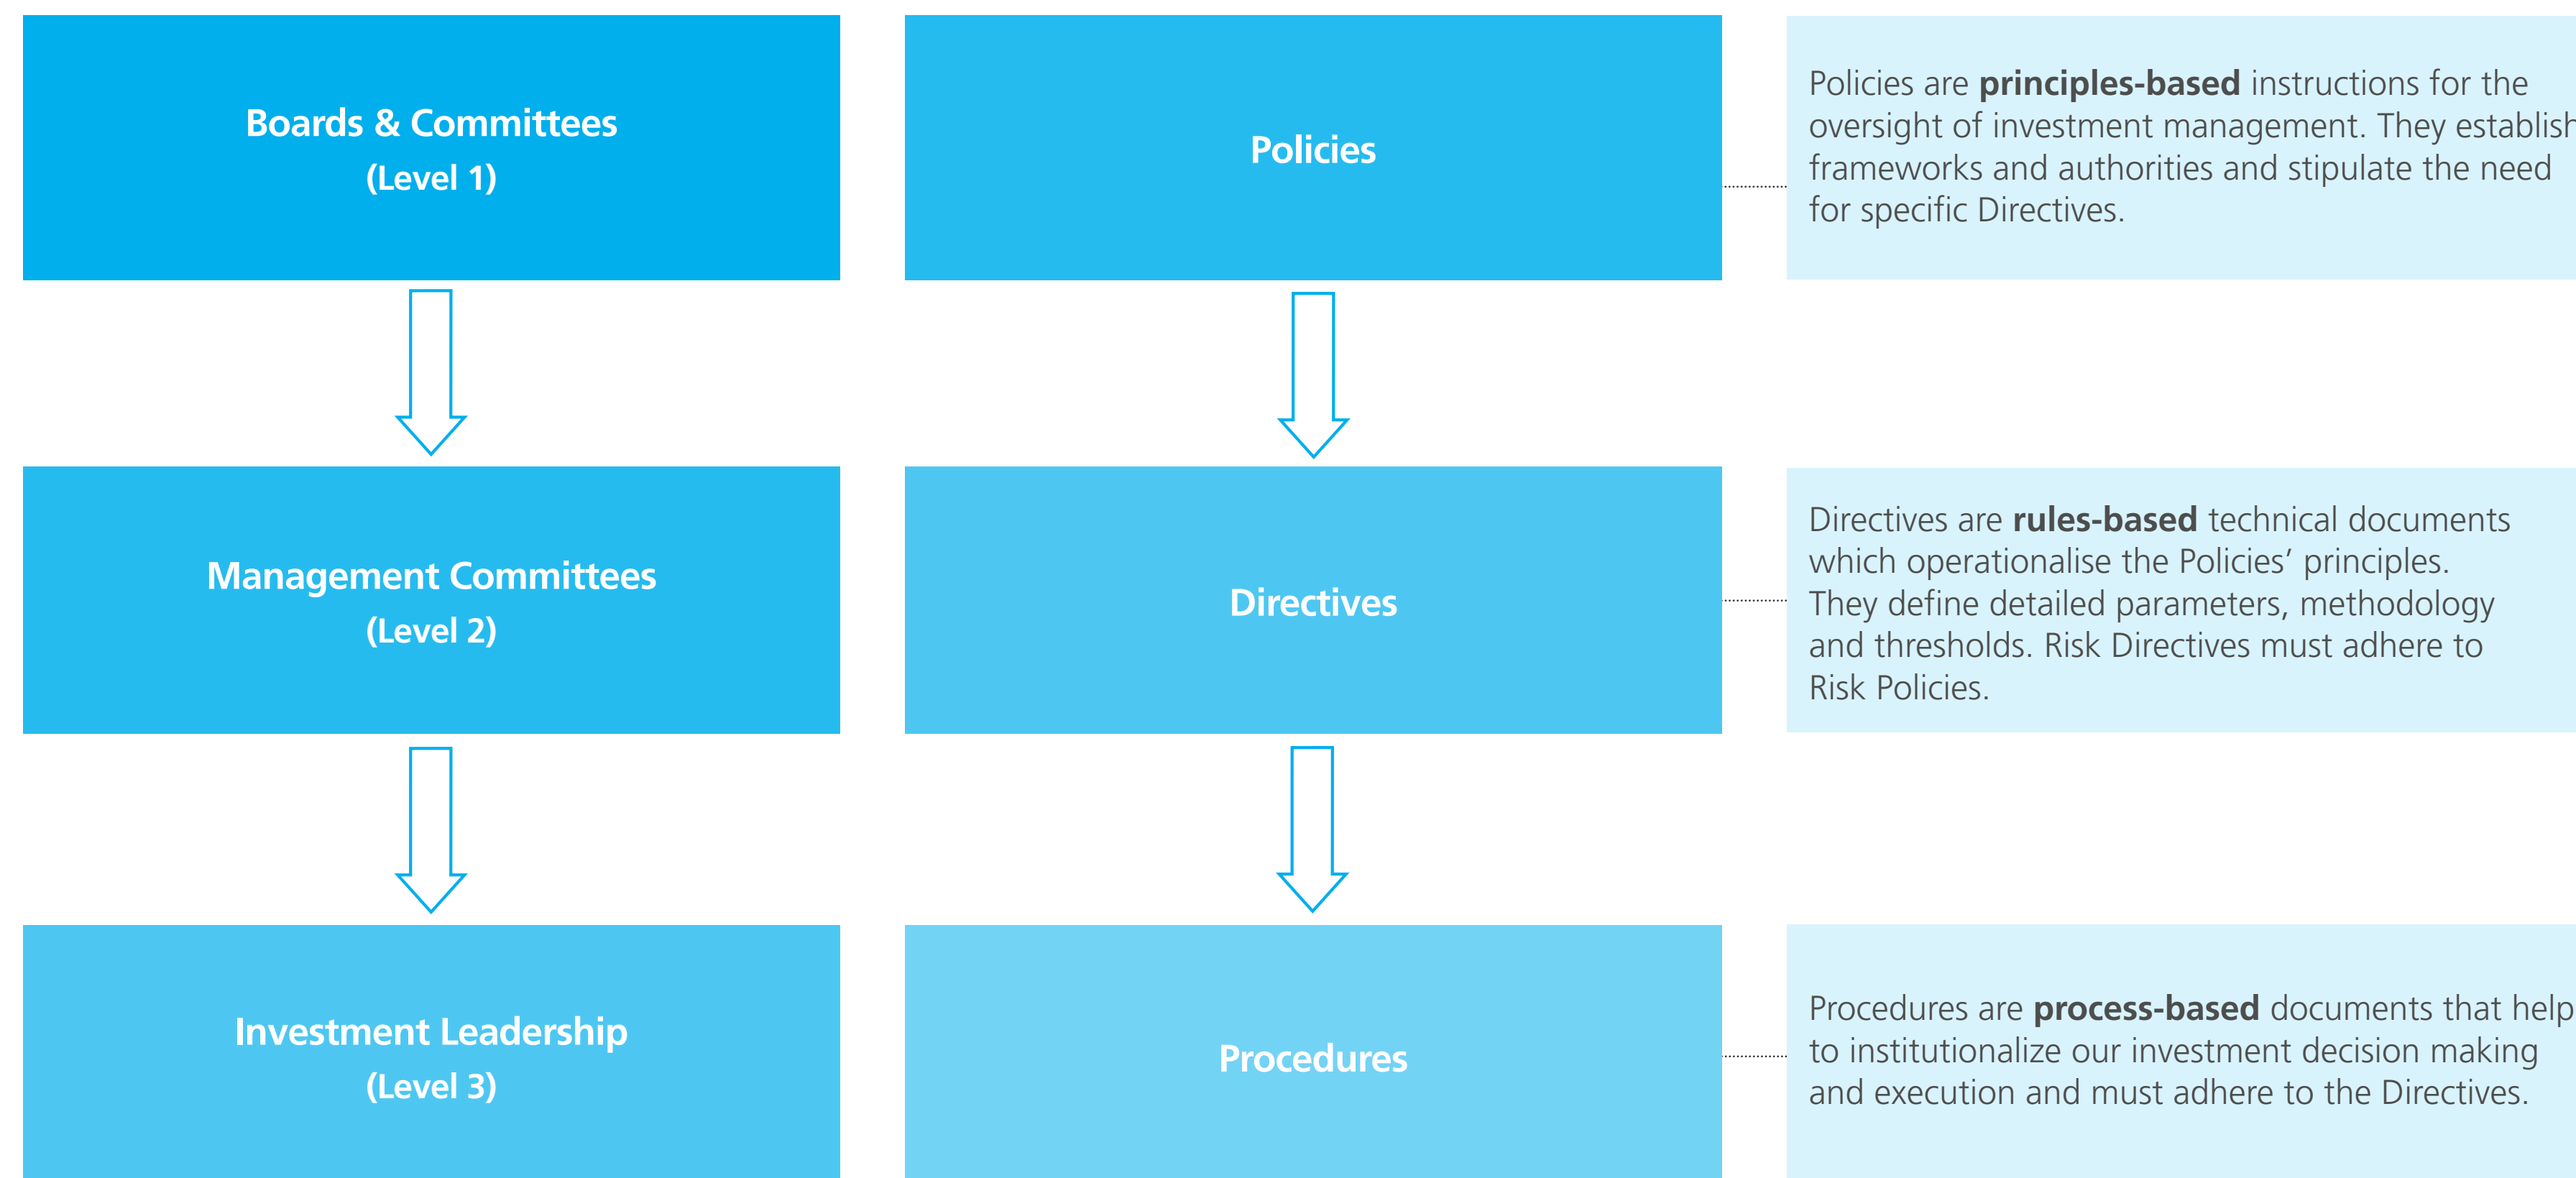 Boards & Committees
(Level 1)
Policies
Policies are principles-based instructions for the
oversight of investment management. They establish
frameworks and authorities and stipulate the need
for specific Directives.
Management Committees
(Level 2)
Directives
Directives are rules-based technical documents
which operationalise the Policies’ principles.
They define detailed parameters, methodology
and thresholds. Risk Directives must adhere to
Risk Policies.
Investment Leadership
(Level 3)
Procedures
Procedures are process-based documents that help
to institutionalize our investment decision making
and execution and must adhere to the Directives.